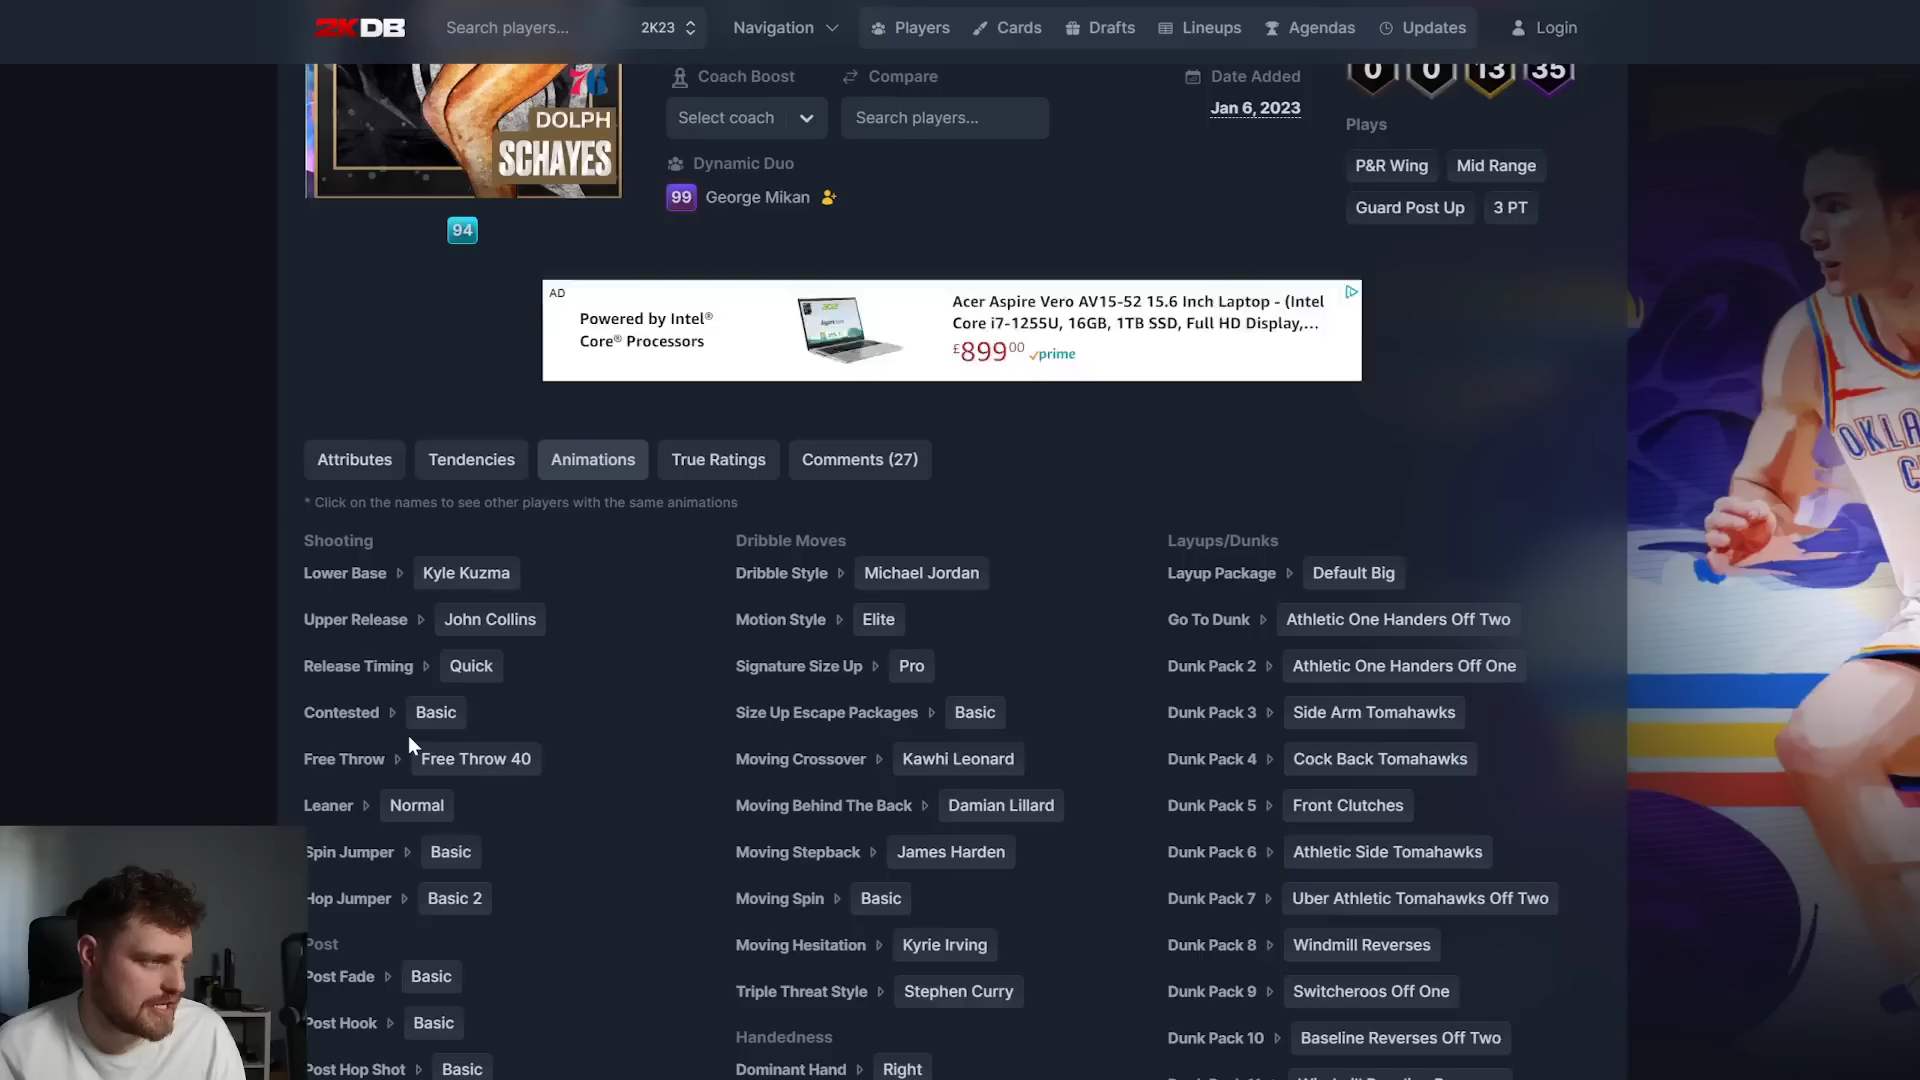 2KDB
Search players...
2K23
Navigation
Players
Cards
Drafts
Lineups
Agendas
Updates
Login
DOLPH
SCHAYES
94
Coach Boost
Compare
Select coach
Search players...
Dynamic Duo
99 George Mikan
Date Added
Jan 6, 2023
0 0 13 35
Plays
P&R Wing
Mid Range
Guard Post Up
3 PT
AD
Powered by Intel®
Core® Processors
Acer Aspire Vero AV15-52 15.6 Inch Laptop - (Intel
Core i7-1255U, 16GB, 1TB SSD, Full HD Display,...
£899⁰⁰ prime
Attributes
Tendencies
Animations
True Ratings
Comments (27)
* Click on the names to see other players with the same animations
Shooting
Lower Base Kyle Kuzma
Upper Release John Collins
Release Timing Quick
Contested Basic
Free Throw Free Throw 40
Leaner Normal
Spin Jumper Basic
Hop Jumper Basic 2
Post
Post Fade Basic
Post Hook Basic
Post Hop Shot Basic
Dribble Moves
Dribble Style Michael Jordan
Motion Style Elite
Signature Size Up Pro
Size Up Escape Packages Basic
Moving Crossover Kawhi Leonard
Moving Behind The Back Damian Lillard
Moving Stepback James Harden
Moving Spin Basic
Moving Hesitation Kyrie Irving
Triple Threat Style Stephen Curry
Handedness
Dominant Hand Right
Layups/Dunks
Layup Package Default Big
Go To Dunk Athletic One Handers Off Two
Dunk Pack 2 Athletic One Handers Off One
Dunk Pack 3 Side Arm Tomahawks
Dunk Pack 4 Cock Back Tomahawks
Dunk Pack 5 Front Clutches
Dunk Pack 6 Athletic Side Tomahawks
Dunk Pack 7 Uber Athletic Tomahawks Off Two
Dunk Pack 8 Windmill Reverses
Dunk Pack 9 Switcheroos Off One
Dunk Pack 10 Baseline Reverses Off Two